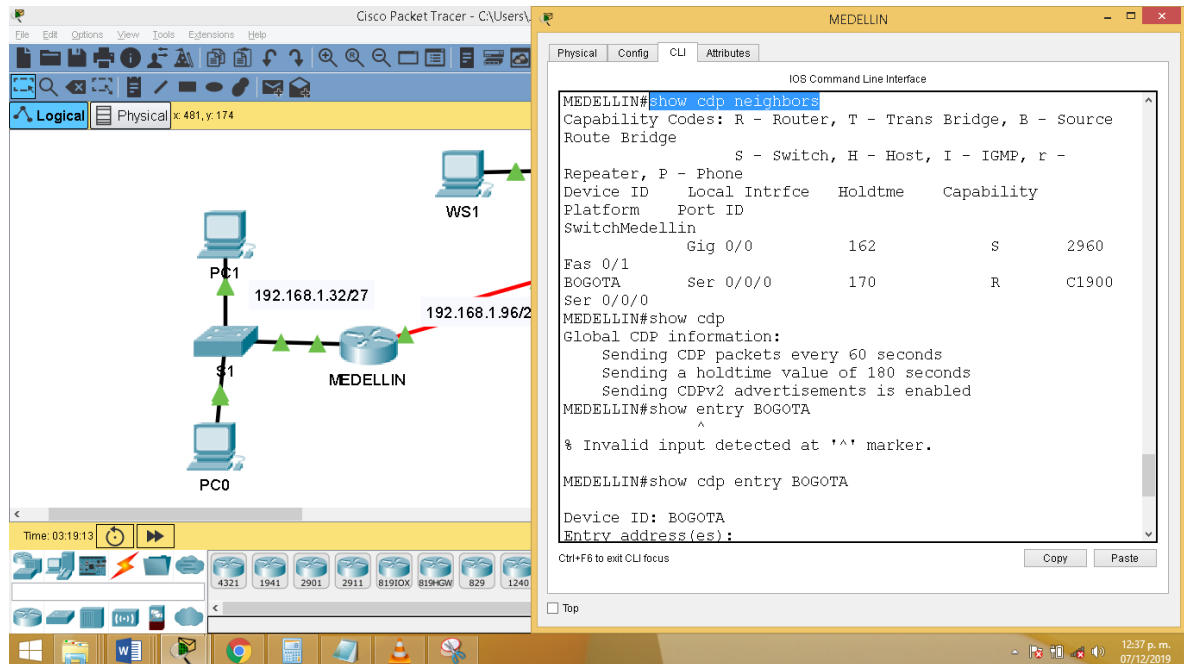 Cisco Packet Tracer - C:\Users\
File Edit Options View Tools Extensions Help
Logical Physical x: 481, y: 174
WS1
PC1
192.168.1.32/27
192.168.1.96/2
S1
MEDELLIN
PC0
Time: 03:19:13
4321 1941 2901 2911 819IOX 819HGW 829 1240
MEDELLIN
Physical Config CLI Attributes
IOS Command Line Interface
MEDELLIN#show cdp neighbors
Capability Codes: R - Router, T - Trans Bridge, B - Source
Route Bridge
S - Switch, H - Host, I - IGMP, r -
Repeater, P - Phone
Device ID Local Intrfce Holdtme Capability
Platform Port ID
SwitchMedellin
Gig 0/0 162 S 2960
Fas 0/1
BOGOTA Ser 0/0/0 170 R C1900
Ser 0/0/0
MEDELLIN#show cdp
Global CDP information:
Sending CDP packets every 60 seconds
Sending a holdtime value of 180 seconds
Sending CDPv2 advertisements is enabled
MEDELLIN#show entry BOGOTA
^
% Invalid input detected at '^' marker.
MEDELLIN#show cdp entry BOGOTA
Device ID: BOGOTA
Entry address(es):
Ctrl+F6 to exit CLI focus
Copy Paste
Top
12:37 p. m.
07/12/2019